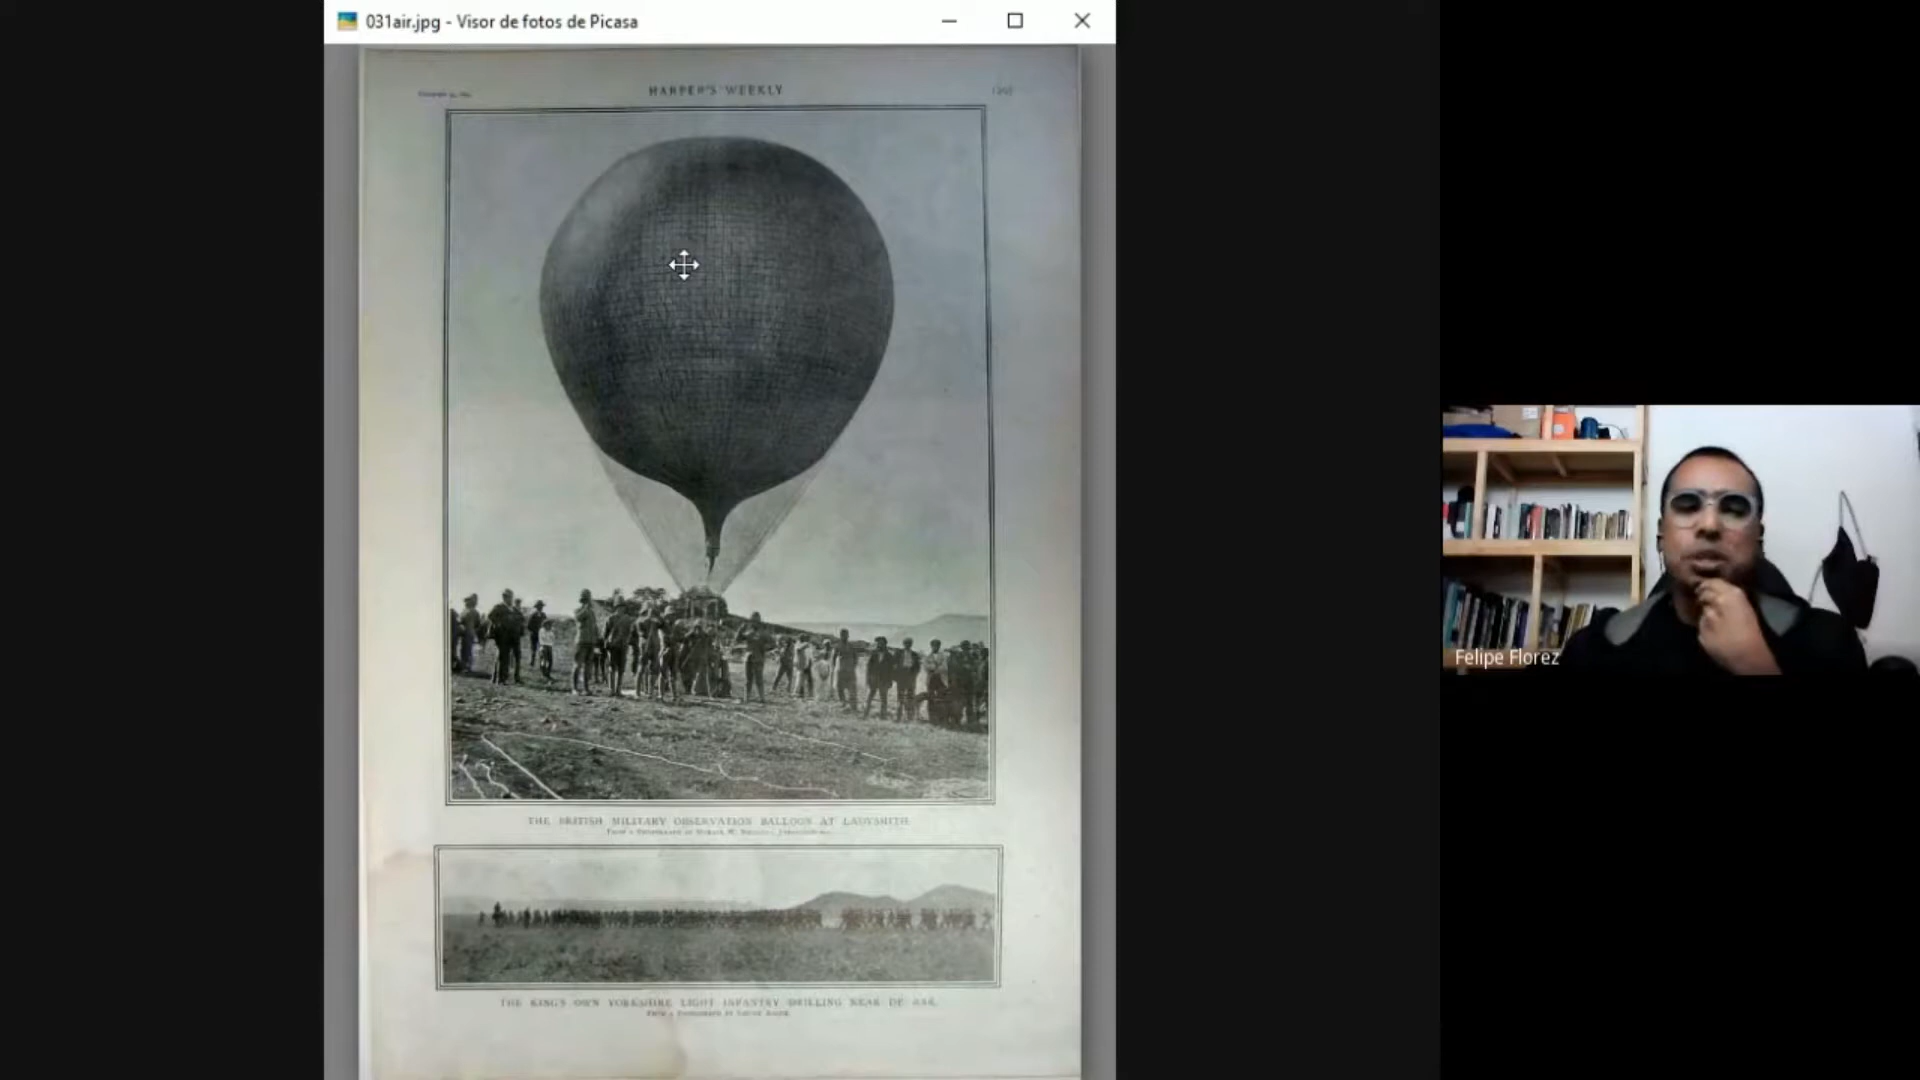 031air.jpg - Visor de fotos de Picasa
HARPER'S WEEKLY
THE BRITISH MILITARY OBSERVATION BALLOON AT LADYSMITH
THE KING'S OWN YORKSHIRE LIGHT INFANTRY DRILLING NEAR DE AAR.
Felipe Florez